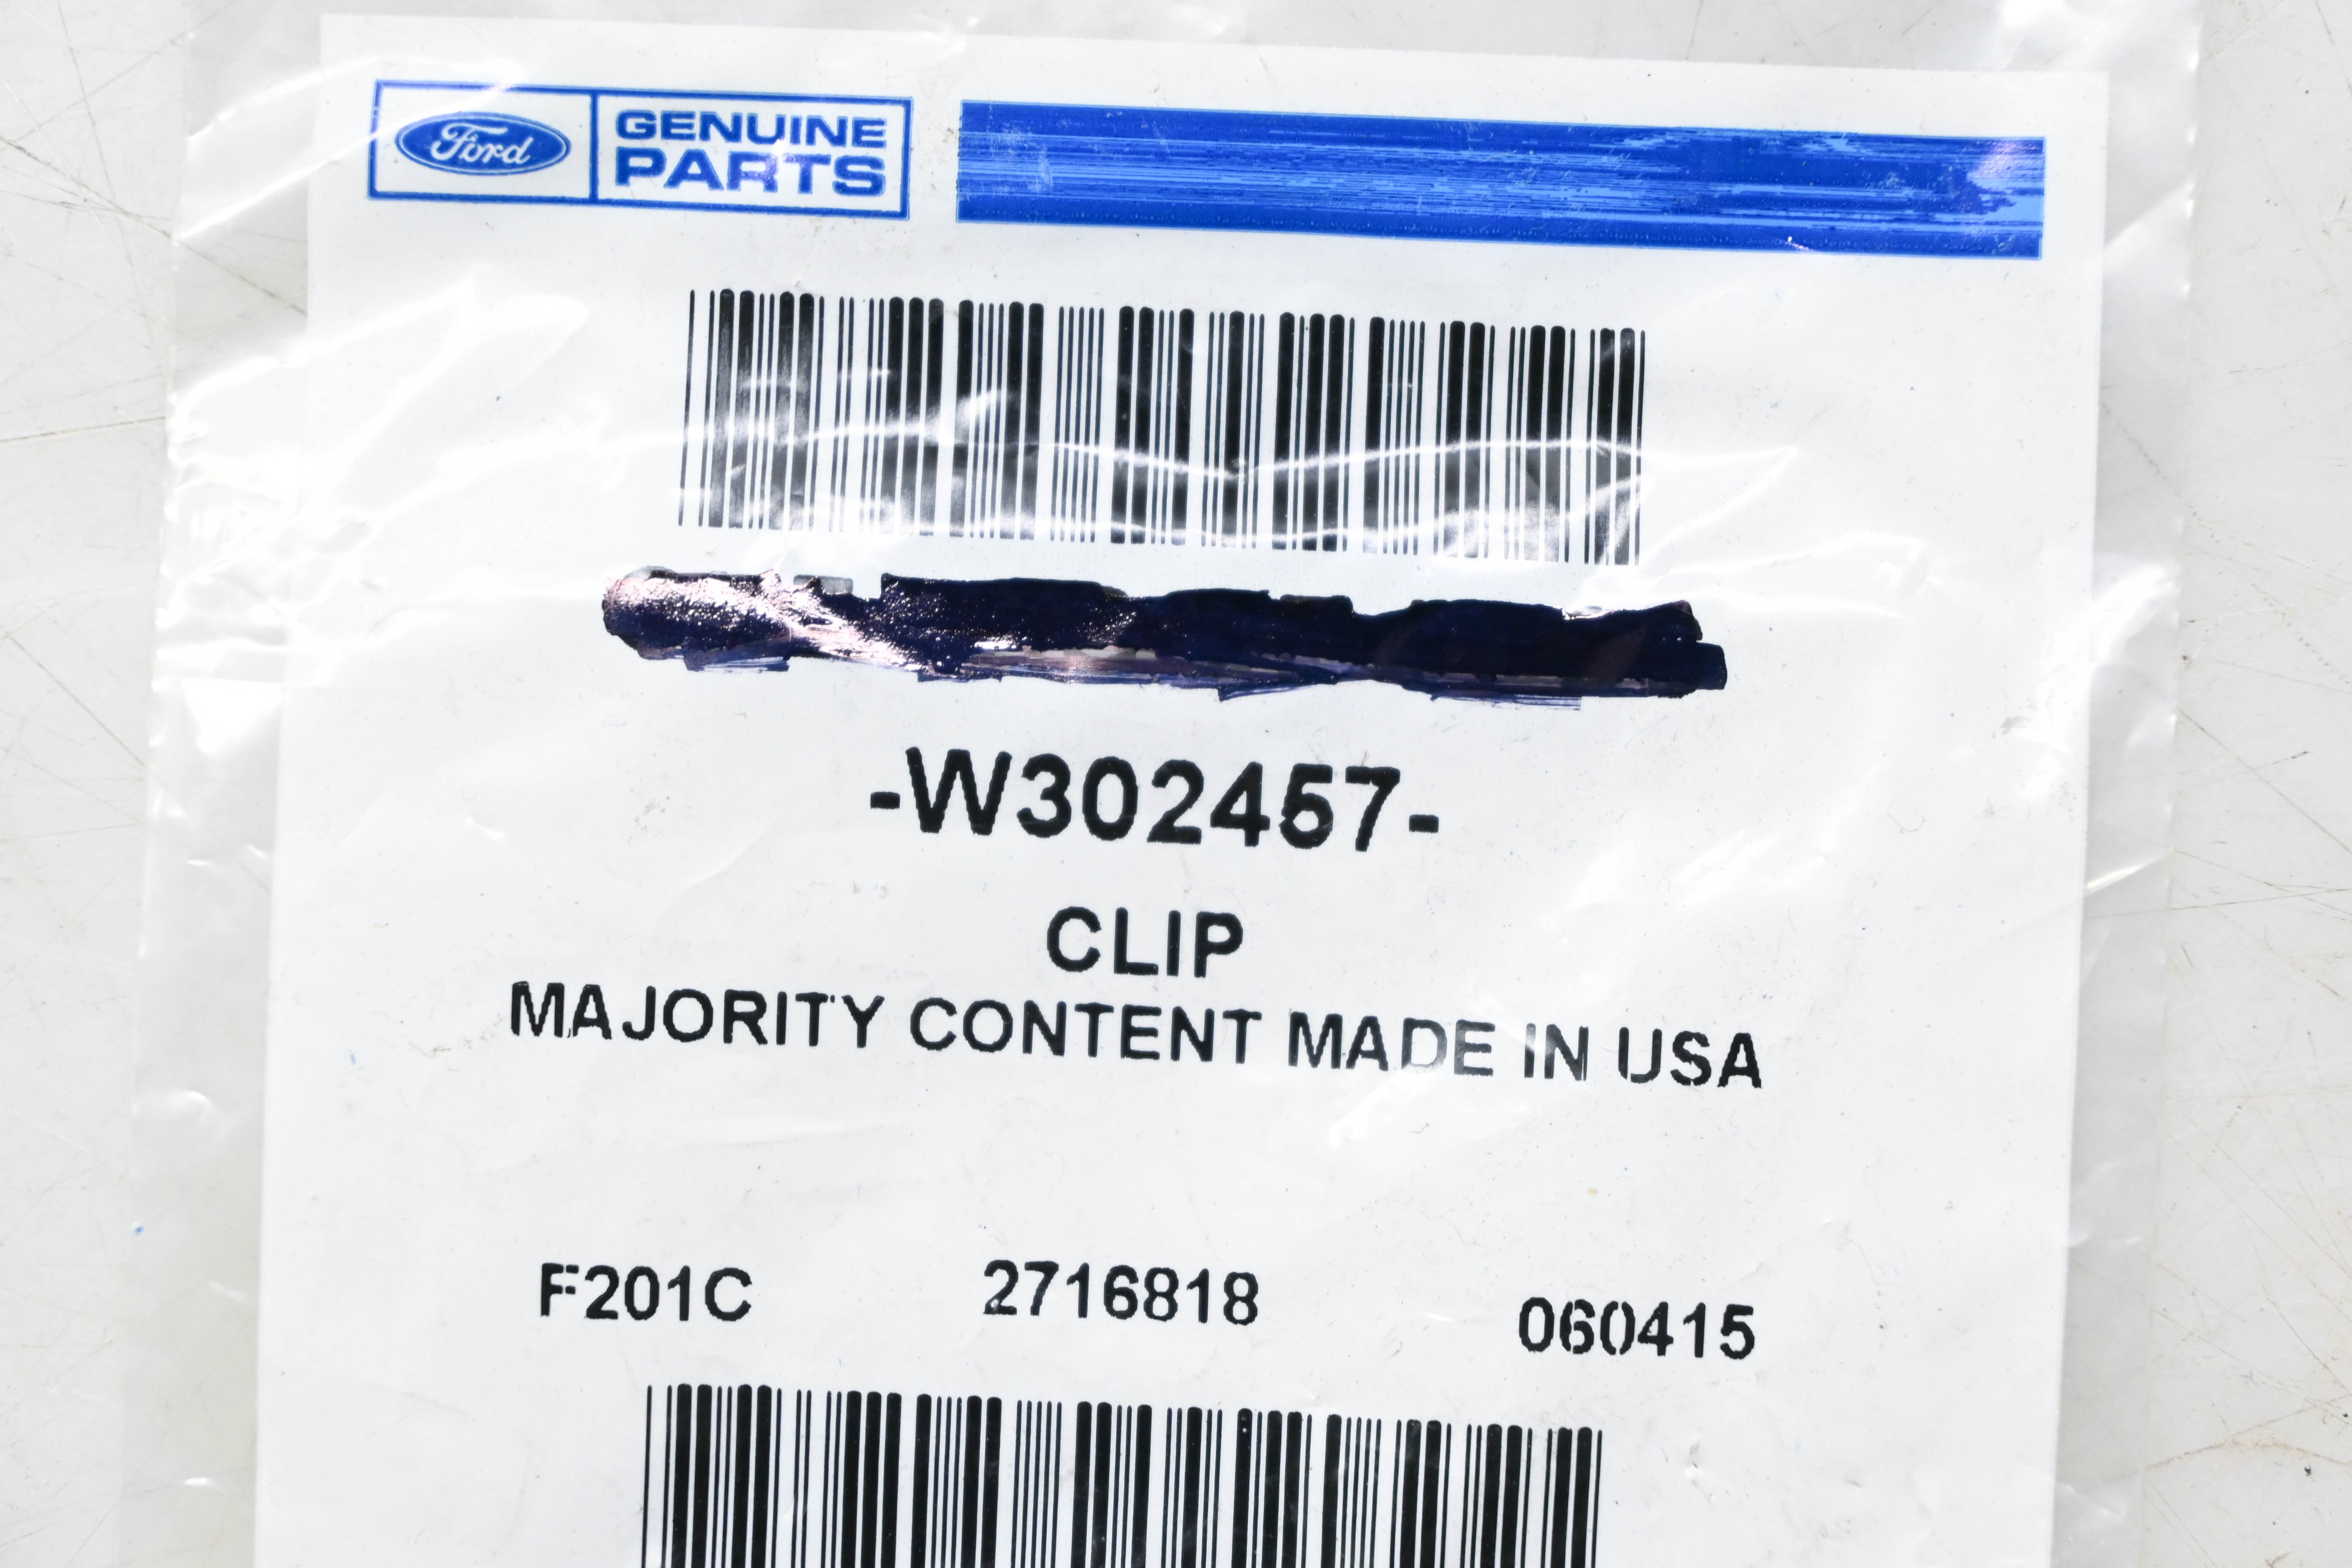 Ford GENUINE
PARTS
-W302457-
CLIP
MAJORITY CONTENT MADE IN USA
F201C 2716818 060415